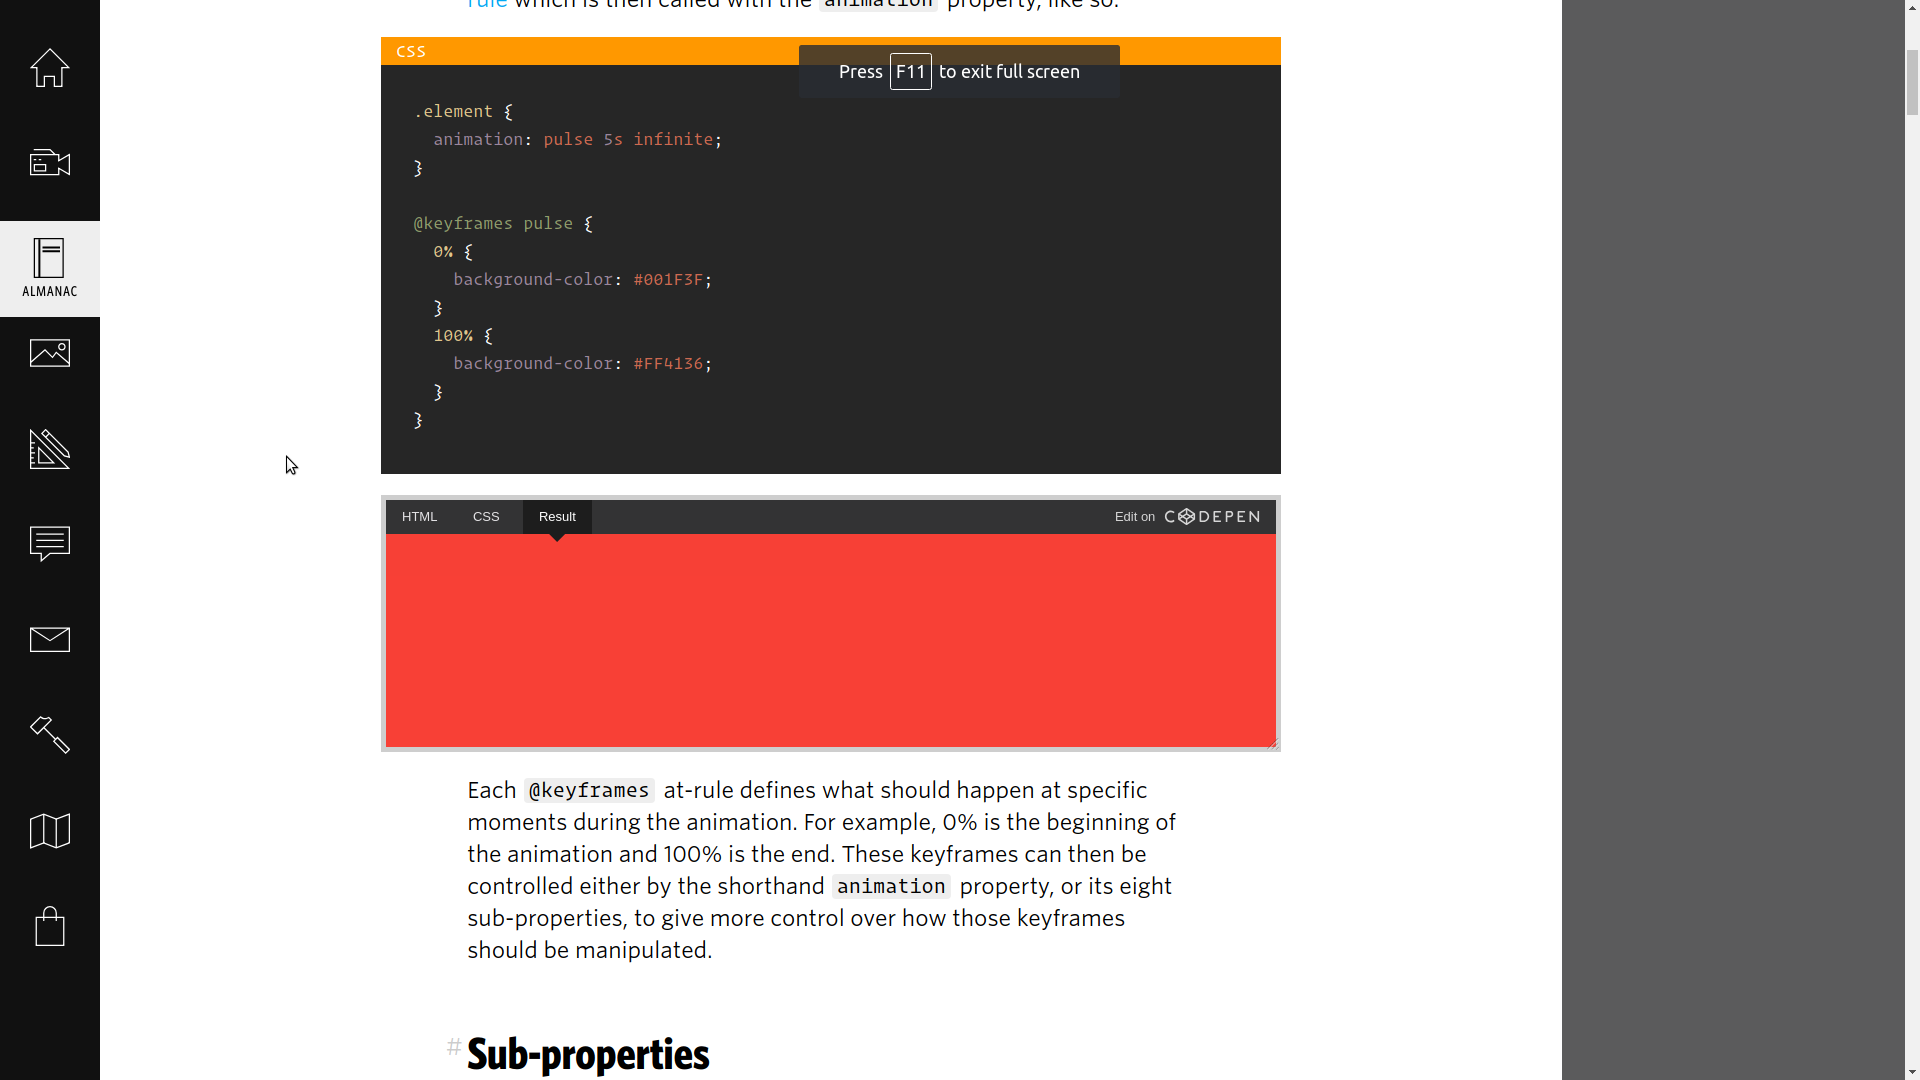 rule which is then called with the animation property, like so:
CSS
Press F11 to exit full screen
.element {
animation: pulse 5s infinite;
}
@keyframes pulse {
0% {
background-color: #001F3F;
}
100% {
background-color: #FF4136;
}
}
ALMANAC
HTML CSS Result Edit on CODEPEN
Each @keyframes at-rule defines what should happen at specific
moments during the animation. For example, 0% is the beginning of
the animation and 100% is the end. These keyframes can then be
controlled either by the shorthand animation property, or its eight
sub-properties, to give more control over how those keyframes
should be manipulated.
# Sub-properties